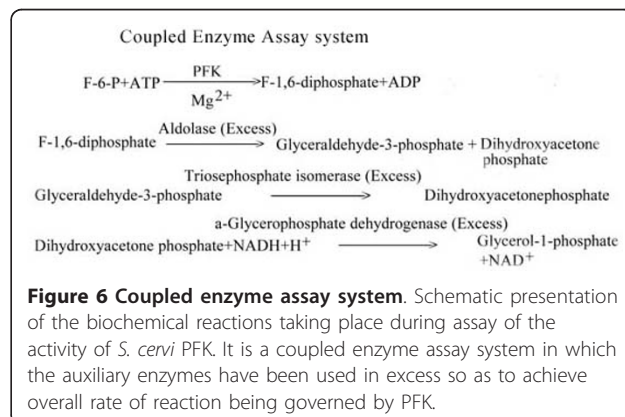 Coupled Enzyme Assay system
PFK
F-6-P+ATP F-1,6-diphosphate+ADP
Mg2+
Aldolase (Excess)
F-1,6-diphosphate Glyceraldehyde-3-phosphate + Dihydroxyacetone
phosphate
Triosephosphate isomerase (Excess)
Glyceraldehyde-3-phosphate Dihydroxyacetonephosphate
a-Glycerophosphate dehydrogenase (Excess)
Dihydroxyacetone phosphate+NADH+H+ Glycerol-1-phosphate
+NAD+
Figure 6 Coupled enzyme assay system. Schematic presentation
of the biochemical reactions taking place during assay of the
activity of S. cervi PFK. It is a coupled enzyme assay system in which
the auxiliary enzymes have been used in excess so as to achieve
overall rate of reaction being governed by PFK.